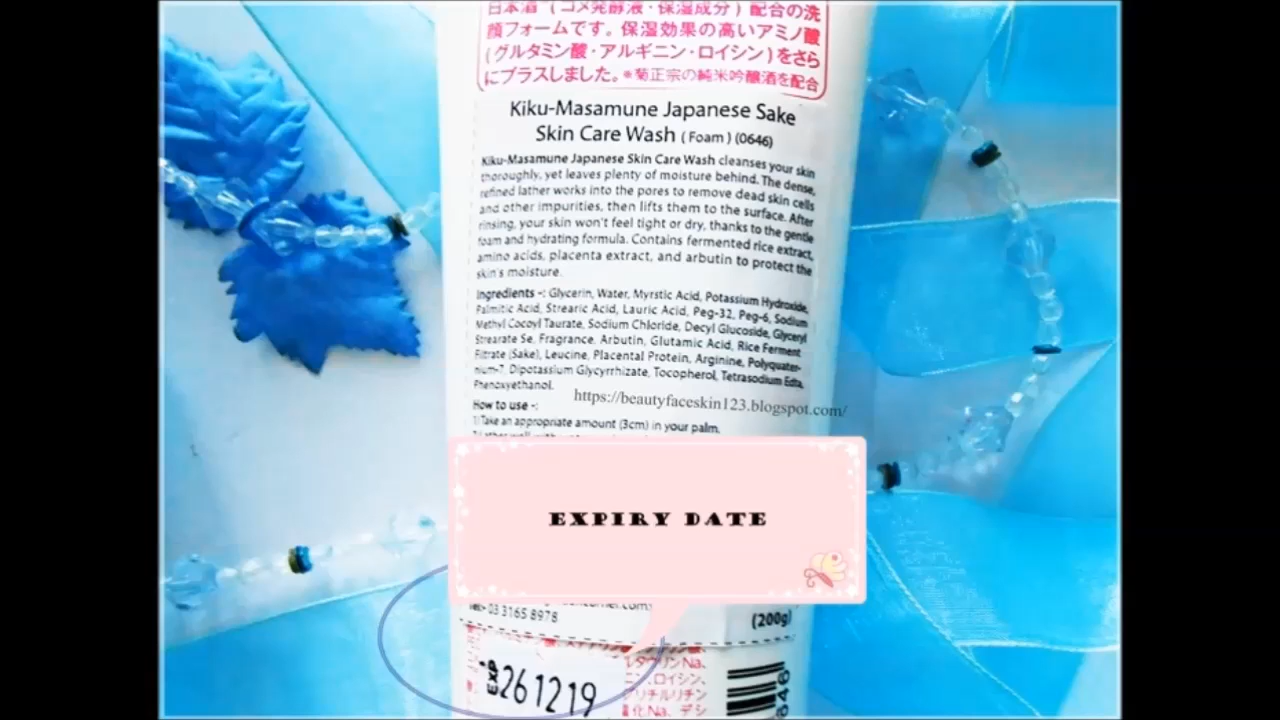 日本酒*(コメ発酵液・保湿成分)配合の洗
顔フォームです。保湿効果の高いアミノ酸
(グルタミン酸・アルギニン・ロイシン)をさら
にプラスしました。*菊正宗の純米吟醸酒を配合
Kiku-Masamune Japanese Sake
Skin Care Wash ( Foam ) (0646)
Kiku-Masamune Japanese Skin Care Wash cleanses your skin
thoroughly, yet leaves plenty of moisture behind. The dense,
refined lather works into the pores to remove dead skin cells
and other impurities, then lifts them to the surface. After
rinsing, your skin won't feel tight or dry, thanks to the gentle
foam and hydrating formula. Contains fermented rice extract,
amino acids, placenta extract, and arbutin to protect the
skin's moisture.
Ingredients -: Glycerin, Water, Myrstic Acid, Potassium Hydroxide,
Palmitic Acid, Strearic Acid, Lauric Acid, Peg-32, Peg-6, Sodium
Methyl Cocoyl Taurate, Sodium Chloride, Decyl Glucoside, Glyceryl
Strearate Se, Fragrance, Arbutin, Glutamic Acid, Rice Ferment
Filtrate (Sake), Leucine, Placental Protein, Arginine, Polyquater-
nium-7, Dipotassium Glycyrrhizate, Tocopherol, Tetrasodium Edta,
Phenoxyethanol.
https://beautyfaceskin123.blogspot.com/
How to use -:
1) Take an appropriate amount (3cm) in your palm.
EXPIRY DATE
Tel:- 03 3165 8978
(200g)
EXP 261219
ン、ロイシン、